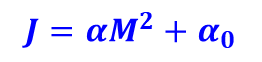 J = αM² + α₀